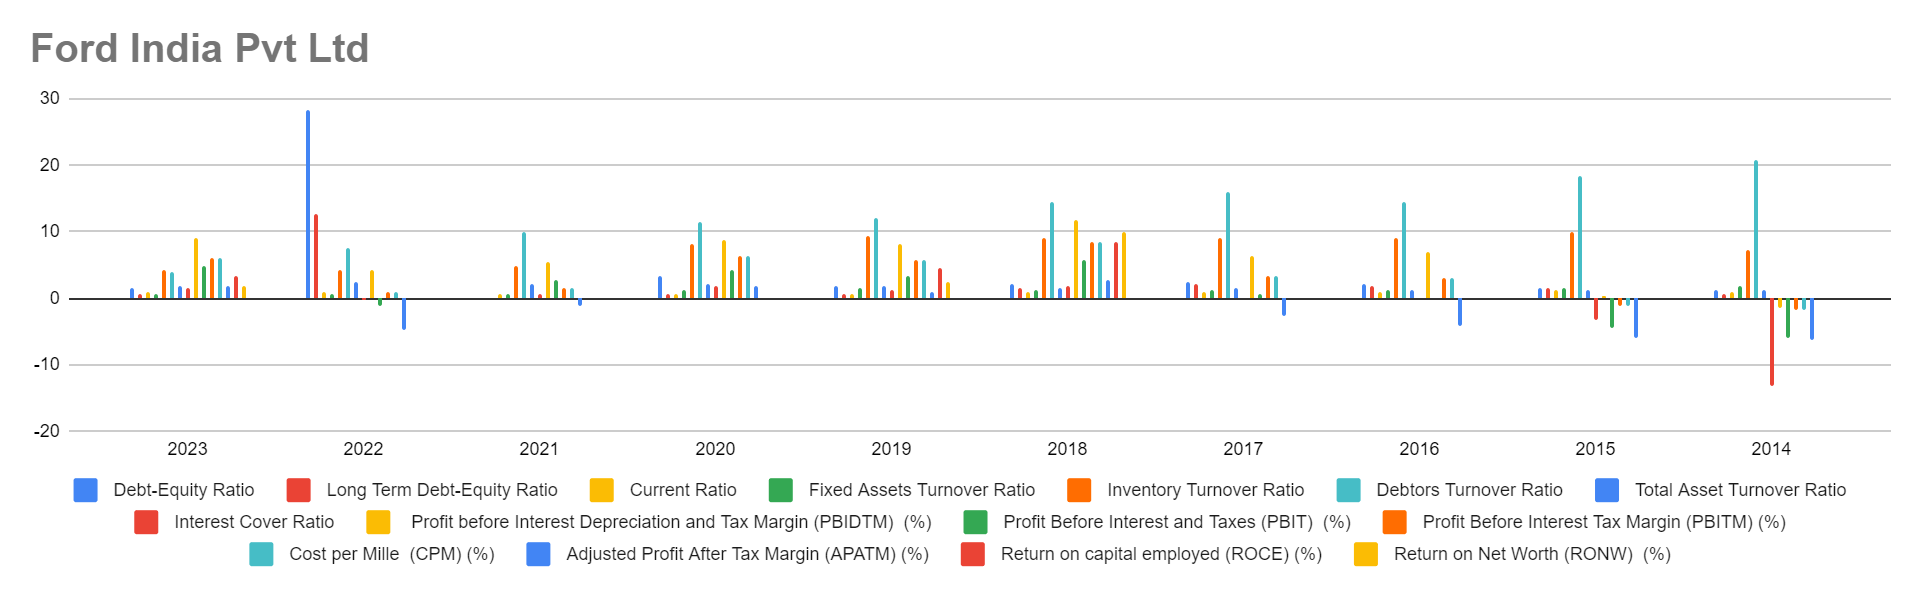 Ford India Pvt Ltd
30
20
10
0
-10
-20
2023 2022 2021 2020 2019 2018 2017 2016 2015 2014
Debt-Equity Ratio Long Term Debt-Equity Ratio Current Ratio Fixed Assets Turnover Ratio Inventory Turnover Ratio Debtors Turnover Ratio Total Asset Turnover Ratio
Interest Cover Ratio Profit before Interest Depreciation and Tax Margin (PBIDTM) (%) Profit Before Interest and Taxes (PBIT) (%) Profit Before Interest Tax Margin (PBITM) (%)
Cost per Mille (CPM) (%) Adjusted Profit After Tax Margin (APATM) (%) Return on capital employed (ROCE) (%) Return on Net Worth (RONW) (%)